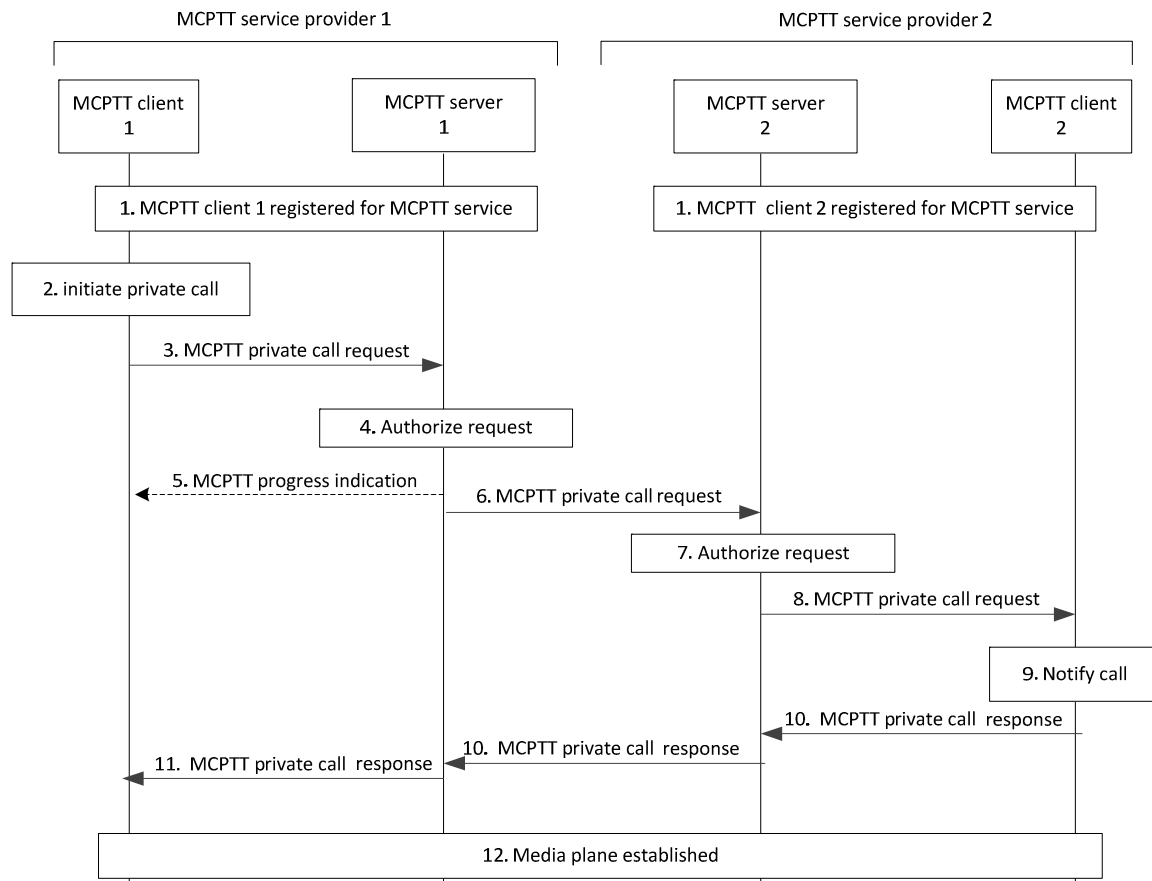 MCPTT service provider 1
MCPTT service provider 2
MCPTT client
1
MCPTT server
1
MCPTT server
2
MCPTT client
2
1. MCPTT client 1 registered for MCPTT service
1. MCPTT client 2 registered for MCPTT service
2. initiate private call
3. MCPTT private call request
4. Authorize request
5. MCPTT progress indication
6. MCPTT private call request
7. Authorize request
8. MCPTT private call request
9. Notify call
10. MCPTT private call response
10. MCPTT private call response
11. MCPTT private call response
12. Media plane established